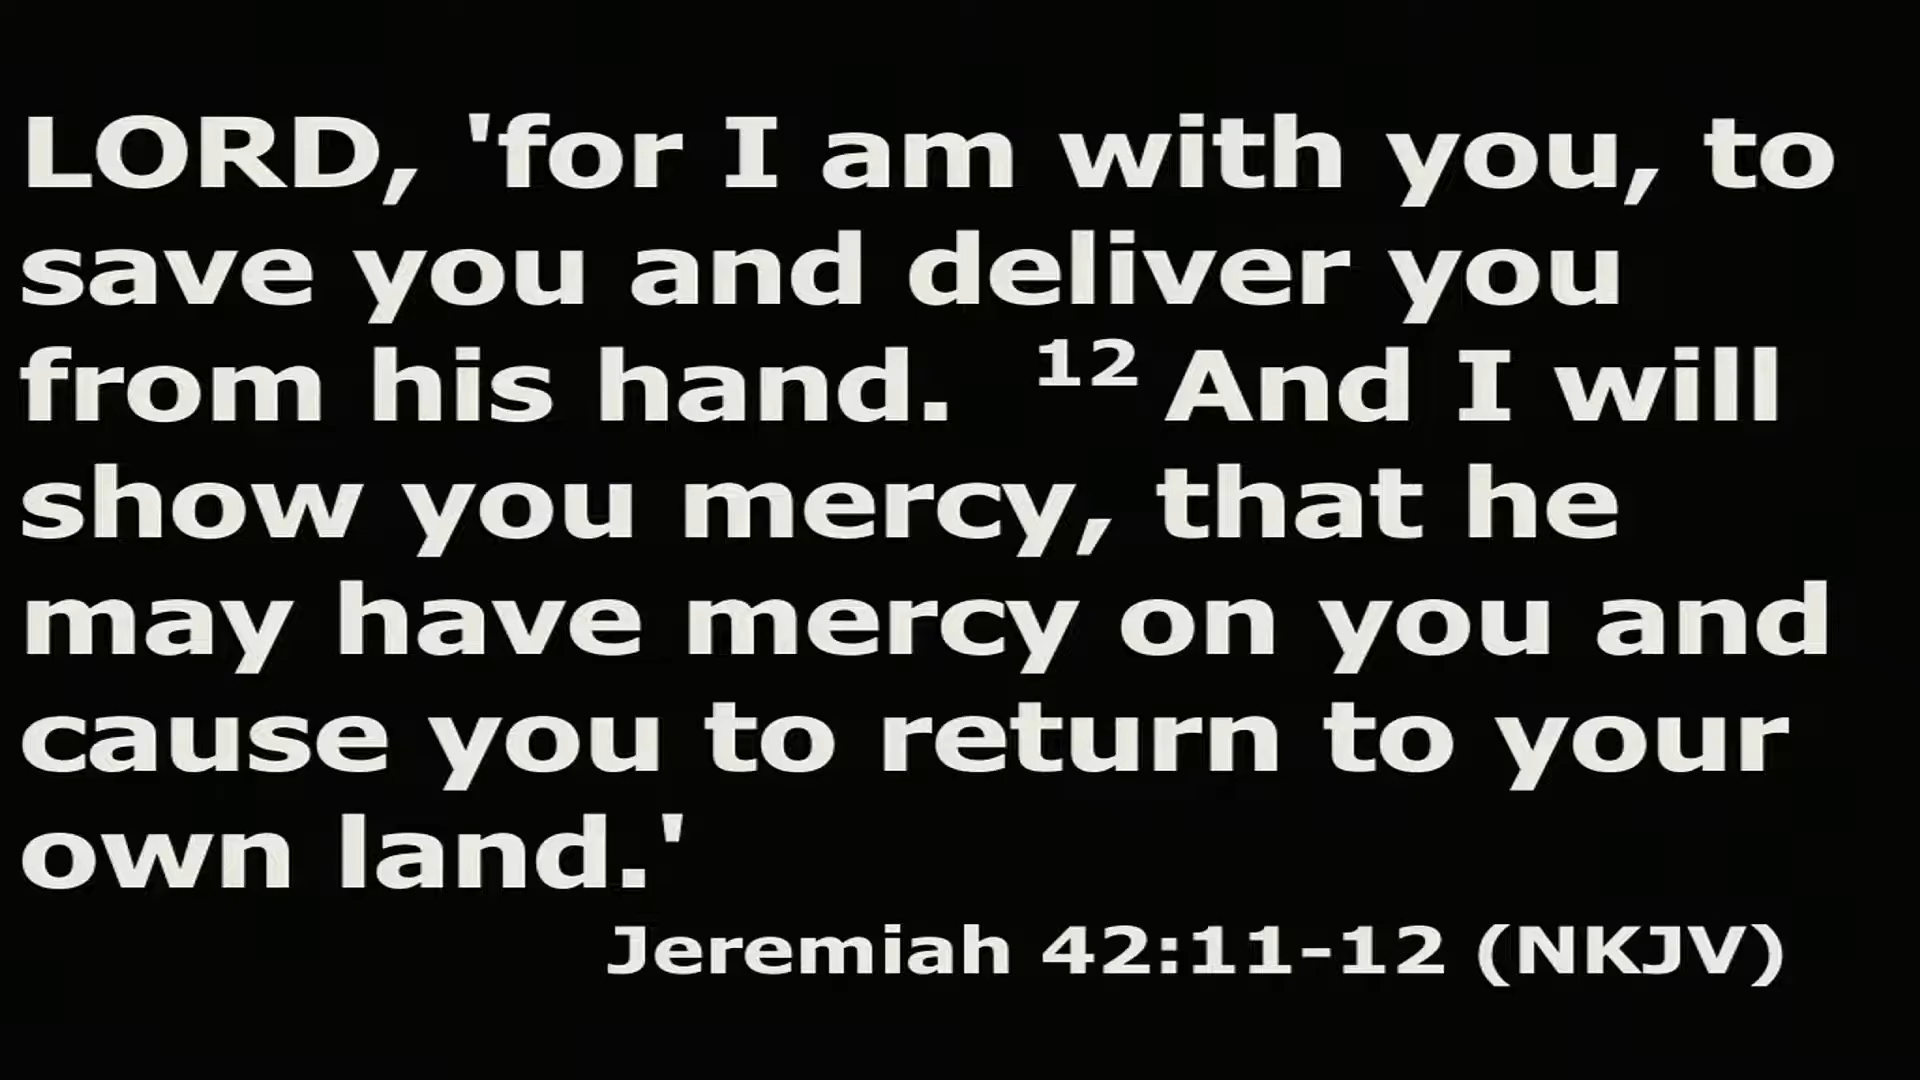 LORD, 'for I am with you, to
save you and deliver you
from his hand. 12 And I will
show you mercy, that he
may have mercy on you and
cause you to return to your
own land.'
Jeremiah 42:11-12 (NKJV)